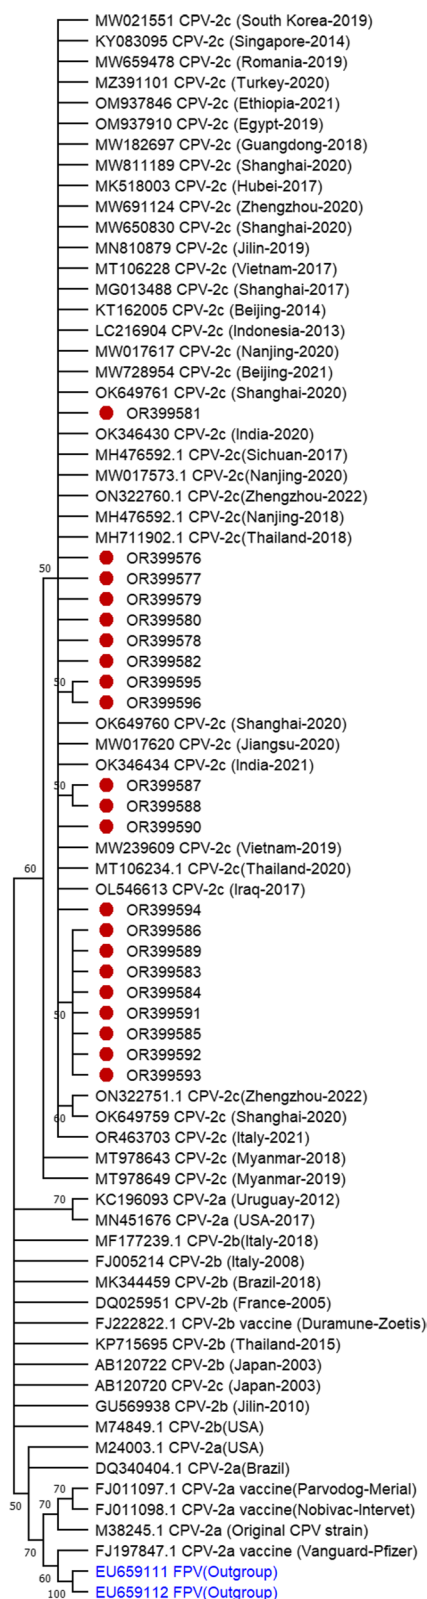 MW021551 CPV-2c (South Korea-2019)
KY083095 CPV-2c (Singapore-2014)
MW659478 CPV-2c (Romania-2019)
MZ391101 CPV-2c (Turkey-2020)
OM937846 CPV-2c (Ethiopia-2021)
OM937910 CPV-2c (Egypt-2019)
MW182697 CPV-2c (Guangdong-2018)
MW811189 CPV-2c (Shanghai-2020)
MK518003 CPV-2c (Hubei-2017)
MW691124 CPV-2c (Zhengzhou-2020)
MW650830 CPV-2c (Shanghai-2020)
MN810879 CPV-2c (Jilin-2019)
MT106228 CPV-2c (Vietnam-2017)
MG013488 CPV-2c (Shanghai-2017)
KT162005 CPV-2c (Beijing-2014)
LC216904 CPV-2c (Indonesia-2013)
MW017617 CPV-2c (Nanjing-2020)
MW728954 CPV-2c (Beijing-2021)
OK649761 CPV-2c (Shanghai-2020)
OR399581
OK346430 CPV-2c (India-2020)
MH476592.1 CPV-2c(Sichuan-2017)
MW017573.1 CPV-2c(Nanjing-2020)
ON322760.1 CPV-2c(Zhengzhou-2022)
MH476592.1 CPV-2c(Nanjing-2018)
MH711902.1 CPV-2c(Thailand-2018)
OR399576
50
OR399577
OR399579
OR399580
OR399578
OR399582
50
OR399595
OR399596
OK649760 CPV-2c (Shanghai-2020)
MW017620 CPV-2c (Jiangsu-2020)
OK346434 CPV-2c (India-2021)
50
OR399587
OR399588
OR399590
MW239609 CPV-2c (Vietnam-2019)
60
MT106234.1 CPV-2c(Thailand-2020)
OL546613 CPV-2c (Iraq-2017)
OR399594
OR399586
OR399589
OR399583
OR399584
50
OR399591
OR399585
OR399592
OR399593
ON322751.1 CPV-2c(Zhengzhou-2022)
60
OK649759 CPV-2c (Shanghai-2020)
OR463703 CPV-2c (Italy-2021)
MT978643 CPV-2c (Myanmar-2018)
MT978649 CPV-2c (Myanmar-2019)
70
KC196093 CPV-2a (Uruguay-2012)
MN451676 CPV-2a (USA-2017)
MF177239.1 CPV-2b(Italy-2018)
FJ005214 CPV-2b (Italy-2008)
MK344459 CPV-2b (Brazil-2018)
DQ025951 CPV-2b (France-2005)
FJ222822.1 CPV-2b vaccine (Duramune-Zoetis)
KP715695 CPV-2b (Thailand-2015)
AB120722 CPV-2b (Japan-2003)
AB120720 CPV-2c (Japan-2003)
GU569938 CPV-2b (Jilin-2010)
M74849.1 CPV-2b(USA)
M24003.1 CPV-2a(USA)
DQ340404.1 CPV-2a(Brazil)
70
FJ011097.1 CPV-2a vaccine(Parvodog-Merial)
50
70
FJ011098.1 CPV-2a vaccine(Nobivac-Intervet)
M38245.1 CPV-2a (Original CPV strain)
70
FJ197847.1 CPV-2a vaccine (Vanguard-Pfizer)
60
EU659111 FPV(Outgroup)
100
EU659112 FPV(Outgroup)